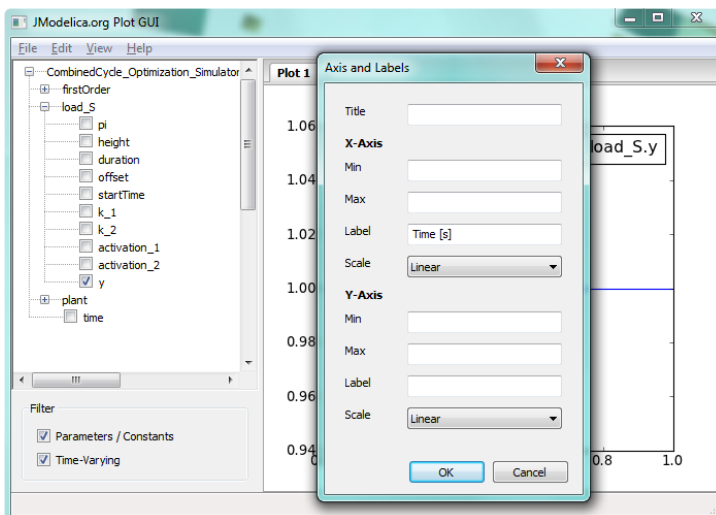 JModelica.org Plot GUI
File Edit View Help
CombinedCycle_Optimization_Simulator
firstOrder
load_S
pi
height
duration
offset
startTime
k_1
k_2
activation_1
activation_2
y
plant
time
Filter
Parameters / Constants
Time-Varying
Plot 1
1.06
1.04
1.02
1.00
0.98
0.96
0.94
0.8 1.0
load_S.y
Axis and Labels
Title
X-Axis
Min
Max
Label Time [s]
Scale Linear
Y-Axis
Min
Max
Label
Scale Linear
OK Cancel